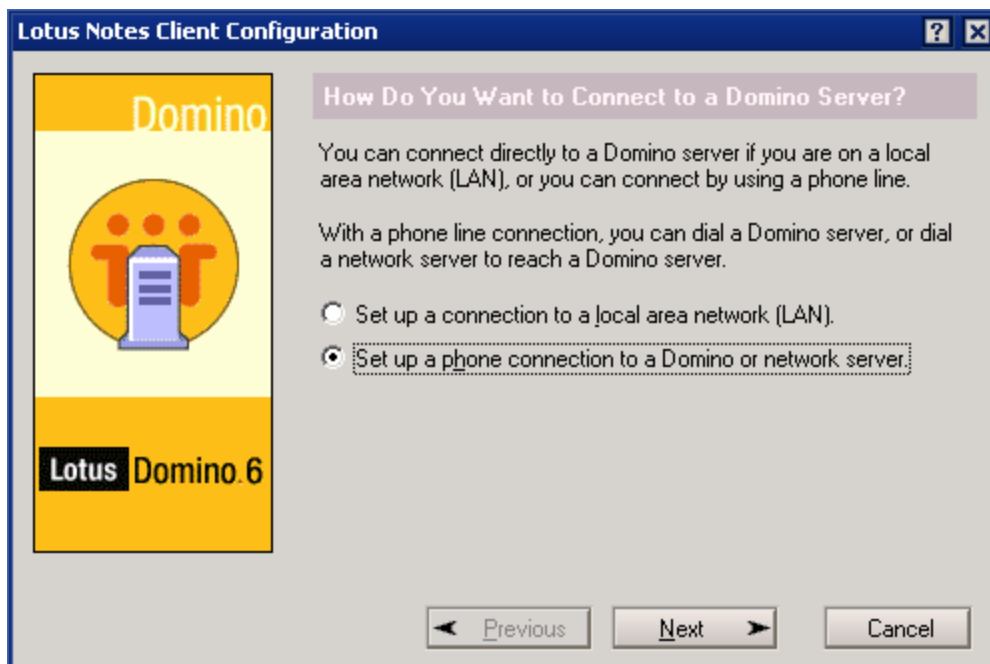 Lotus Notes Client Configuration
Domino
How Do You Want to Connect to a Domino Server?
You can connect directly to a Domino server if you are on a local
area network (LAN), or you can connect by using a phone line.
With a phone line connection, you can dial a Domino server, or dial
a network server to reach a Domino server.
Set up a connection to a local area network (LAN).
Set up a phone connection to a Domino or network server.
Lotus Domino.6
Previous
Next
Cancel